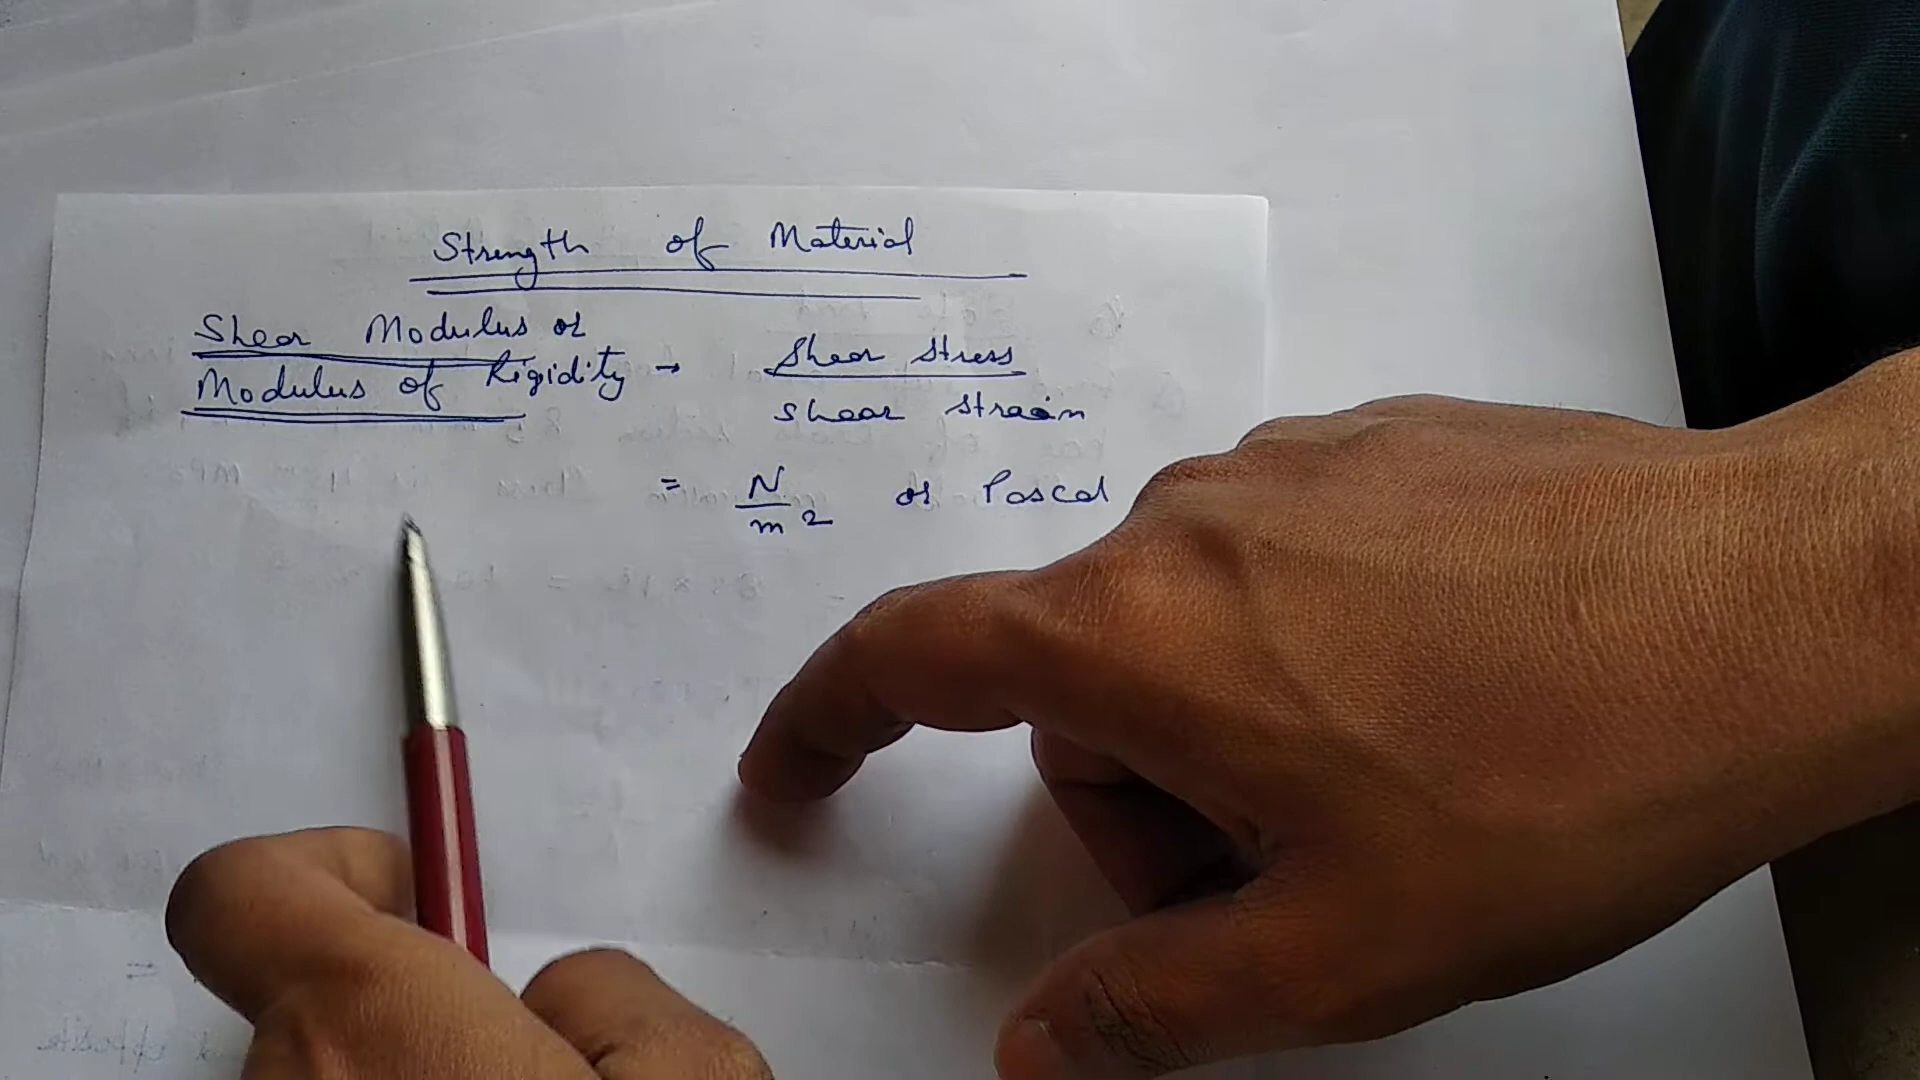 Strength of Material
Shear Modulus or
Modulus of Rigidity → Shear Stress
Shear Strain
= N/m2 or Pascal